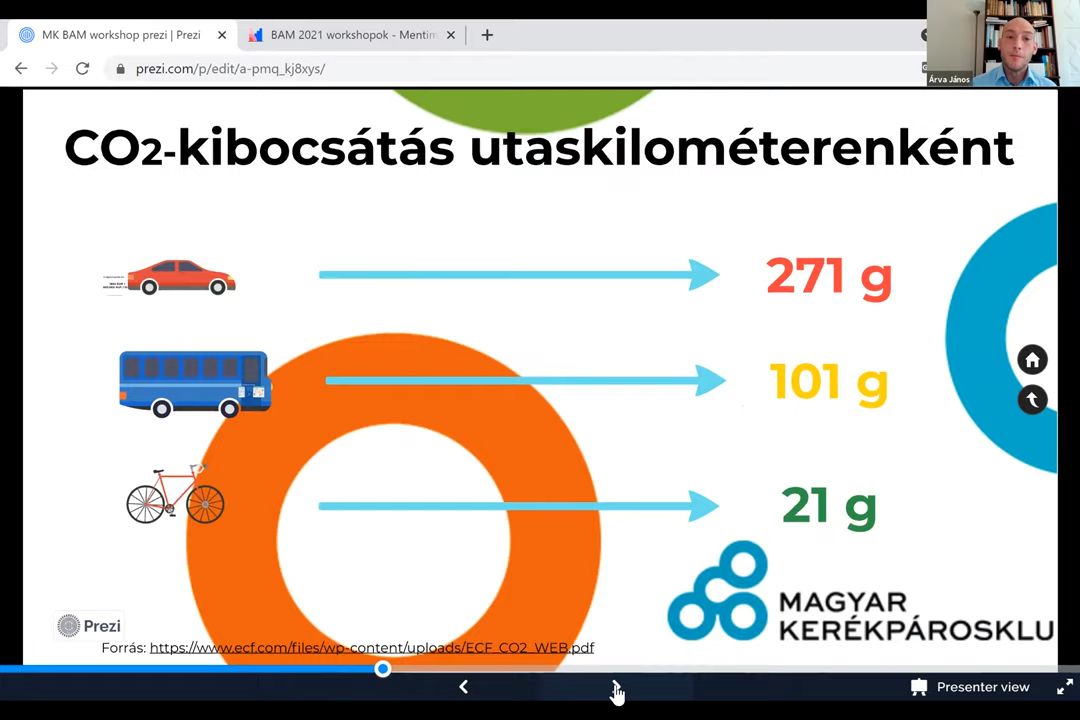 MK BAM workshop prezi | Prezi
BAM 2021 workshopok - Mentim
prezi.com/p/edit/a-pmq_kj8xys/
Árva János
CO2-kibocsátás utaskilométerenként
271 g
101 g
21 g
MAGYAR
KERÉKPÁROSKLU
Prezi
Forrás: https://www.ecf.com/files/wp-content/uploads/ECF_CO2_WEB.pdf
Presenter view